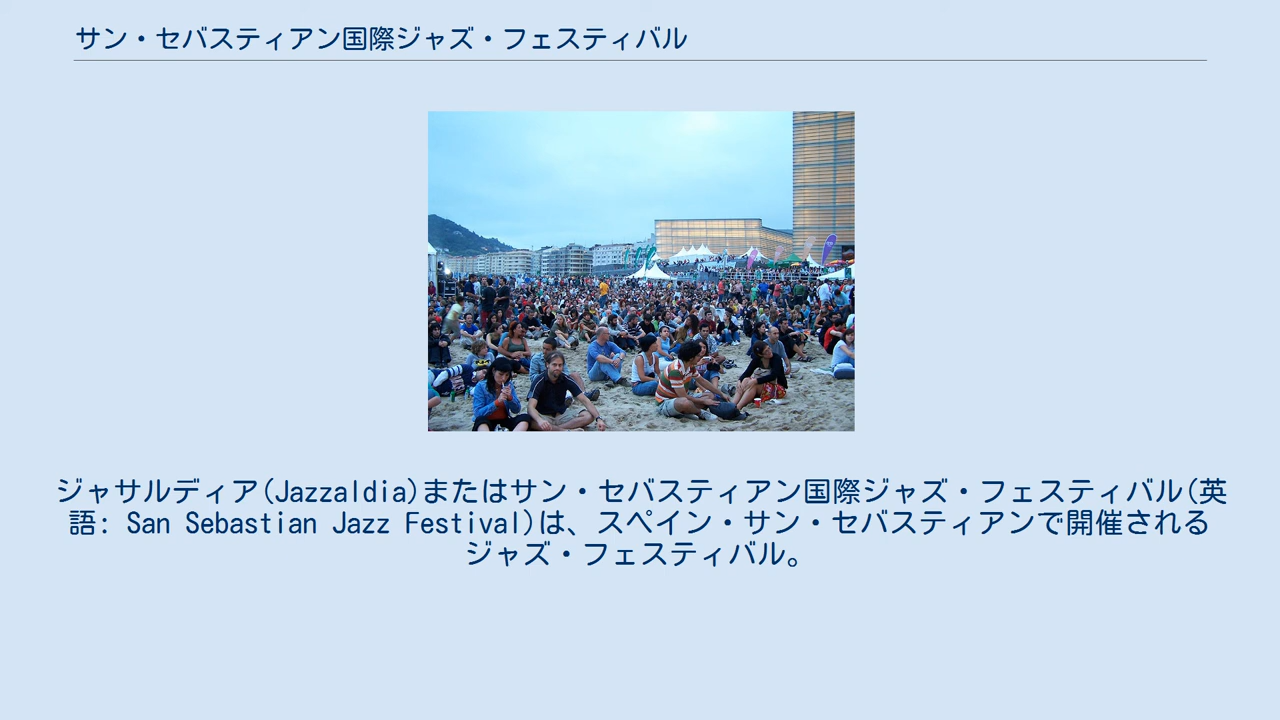 サン・セバスティアン国際ジャズ・フェスティバル
ジャサルディア(Jazzaldia)またはサン・セバスティアン国際ジャズ・フェスティバル(英
語: San Sebastian Jazz Festival)は、スペイン・サン・セバスティアンで開催される
ジャズ・フェスティバル。